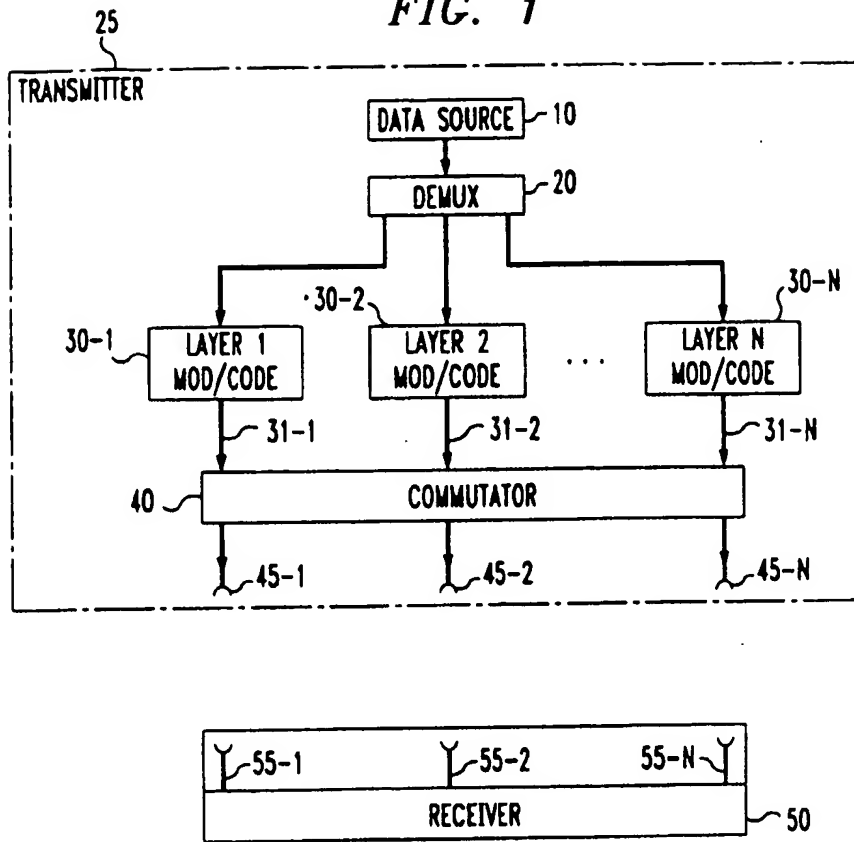 FIG. 1
25
TRANSMITTER
DATA SOURCE
10
DEMUX
20
30-1
LAYER 1
MOD/CODE
30-2
LAYER 2
MOD/CODE
...
30-N
LAYER N
MOD/CODE
31-1
31-2
31-N
40
COMMUTATOR
45-1
45-2
45-N
55-1
55-2
55-N
RECEIVER
50